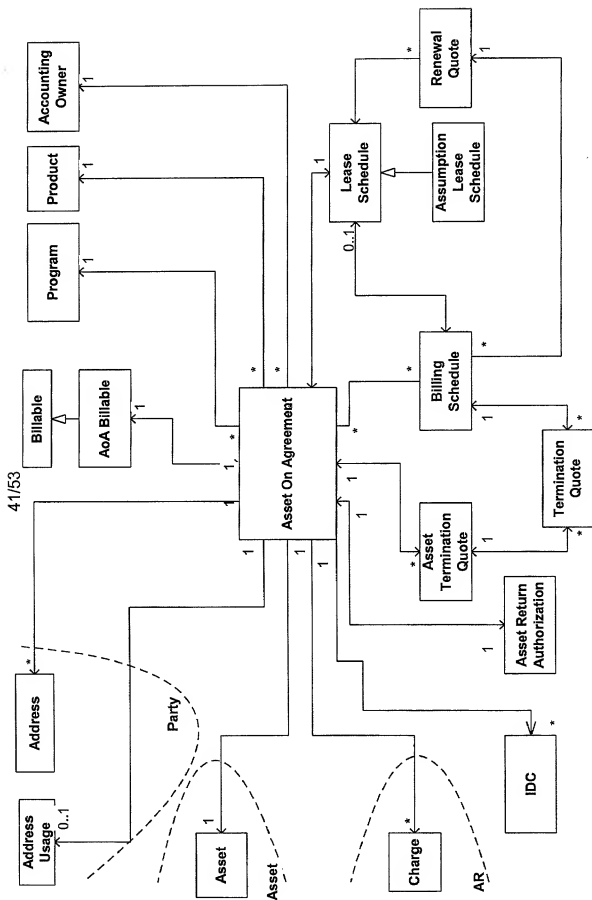 41/53
Address
Usage
0..1
Address
*
Billable
AoA Billable
1
Program
1
Product
1
Accounting
Owner
1
Party
Asset
1
Asset
Charge
*
AR
IDC
*
Asset On Agreement
1
1
1
*
*
*
1
1
1
1
1
*
Asset Return
Authorization
1
Asset
Termination
Quote
*
1
Termination
Quote
*
*
Billing
Schedule
*
1
*
Lease
Schedule
0..1
1
*
Assumption
Lease
Schedule
Renewal
Quote
1